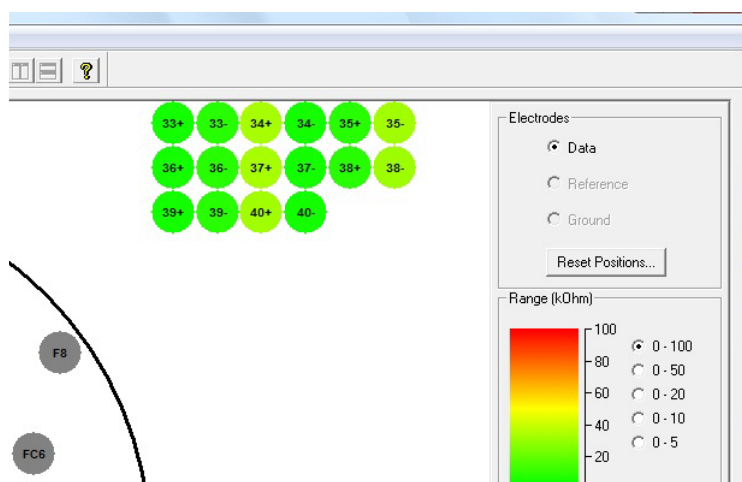 ?
33+ 33- 34+ 34- 35+ 35-
36+ 36- 37+ 37- 38+ 38-
39+ 39- 40+ 40-
F8
FC6
Electrodes
Data
Reference
Ground
Reset Positions...
Range (kOhm)
100
80
60
40
20
0 - 100
0 - 50
0 - 20
0 - 10
0 - 5